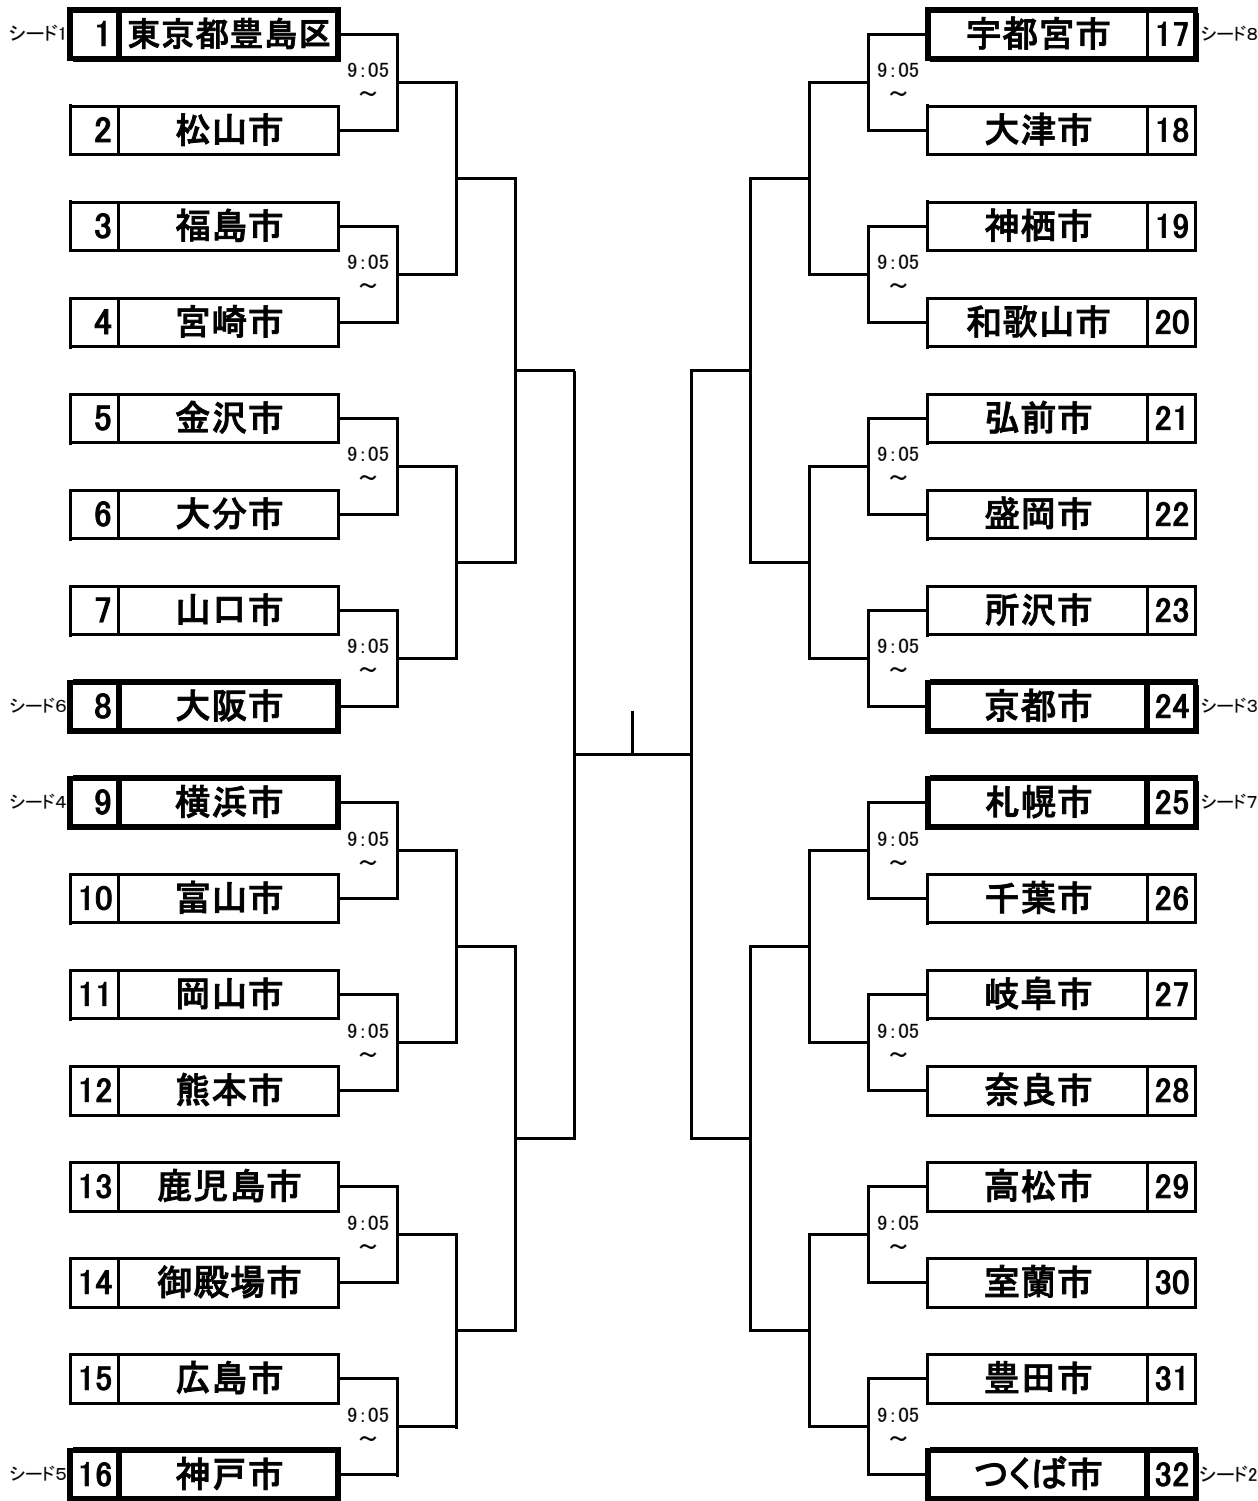 シード1 1 東京都豊島区
9:05
～
2 松山市
3 福島市
9:05
～
4 宮崎市
5 金沢市
9:05
～
6 大分市
7 山口市
9:05
～
シード6 8 大阪市
シード4 9 横浜市
9:05
～
10 富山市
11 岡山市
9:05
～
12 熊本市
13 鹿児島市
9:05
～
14 御殿場市
15 広島市
9:05
～
シード5 16 神戸市
宇都宮市 17 シード8
9:05
～
大津市 18
神栖市 19
9:05
～
和歌山市 20
弘前市 21
9:05
～
盛岡市 22
所沢市 23
9:05
～
京都市 24 シード3
札幌市 25 シード7
9:05
～
千葉市 26
岐阜市 27
9:05
～
奈良市 28
高松市 29
9:05
～
室蘭市 30
豊田市 31
9:05
～
つくば市 32 シード2